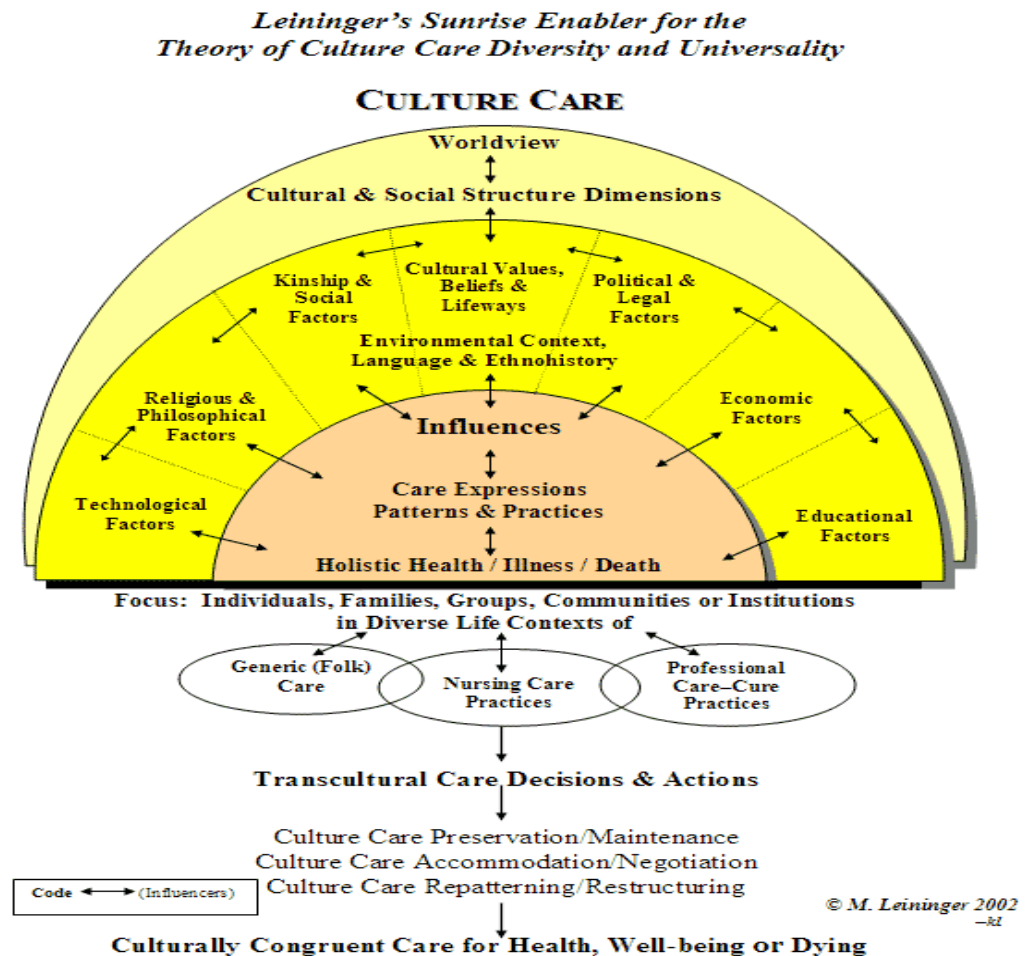 Leininger's Sunrise Enabler for the
Theory of Culture Care Diversity and Universality
CULTURE CARE
Worldview
Cultural & Social Structure Dimensions
Kinship &
Social
Factors
Cultural Values,
Beliefs &
Lifeways
Political &
Legal
Factors
Environmental Context,
Language & Ethnohistory
Religious &
Philosophical
Factors
Economic
Factors
Technological
Factors
Educational
Factors
Influences
Care Expressions
Patterns & Practices
Holistic Health / Illness / Death
Focus: Individuals, Families, Groups, Communities or Institutions
in Diverse Life Contexts of
Generic (Folk)
Care
Nursing Care
Practices
Professional
Care–Cure
Practices
Transcultural Care Decisions & Actions
Culture Care Preservation/Maintenance
Culture Care Accommodation/Negotiation
Culture Care Repatterning/Restructuring
Code (Influencers)
© M. Leininger 2002
–kl
Culturally Congruent Care for Health, Well-being or Dying